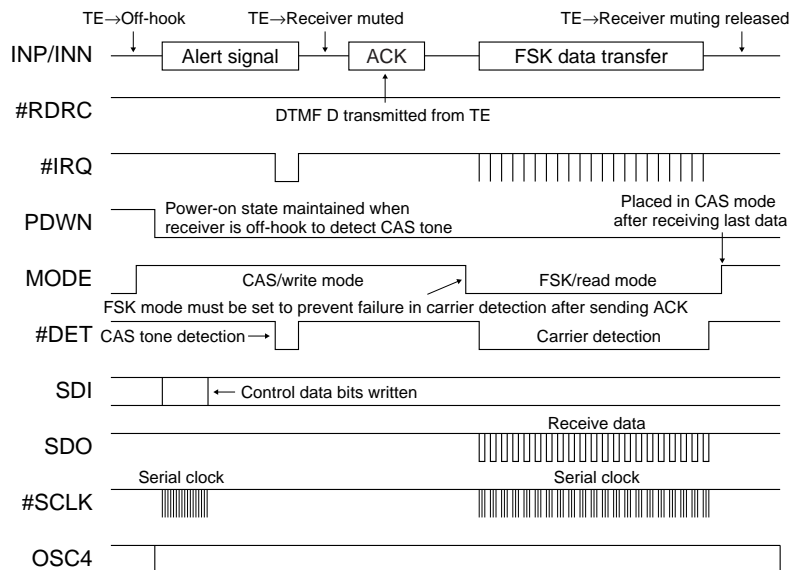 TE→Off-hook
TE→Receiver muted
TE→Receiver muting released
INP/INN
Alert signal
ACK
FSK data transfer
#RDRC
DTMF D transmitted from TE
#IRQ
PDWN
Power-on state maintained when
receiver is off-hook to detect CAS tone
Placed in CAS mode
after receiving last data
MODE
CAS/write mode
FSK/read mode
FSK mode must be set to prevent failure in carrier detection after sending ACK
#DET
CAS tone detection
Carrier detection
SDI
Control data bits written
SDO
Receive data
#SCLK
Serial clock
Serial clock
OSC4